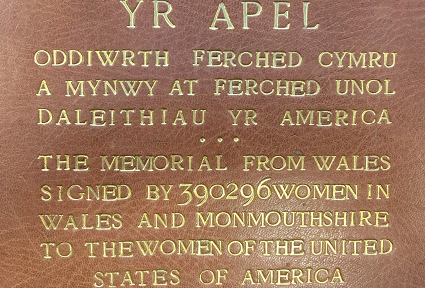 YR APEL
ODDIWRTH FERCHED CYMRU
A MYNWY AT FERCHED UNOL
DALEITHIAU YR AMERICA
THE MEMORIAL FROM WALES
SIGNED BY 390296 WOMEN IN
WALES AND MONMOUTHSHIRE
TO THE WOMEN OF THE UNITED
STATES OF AMERICA